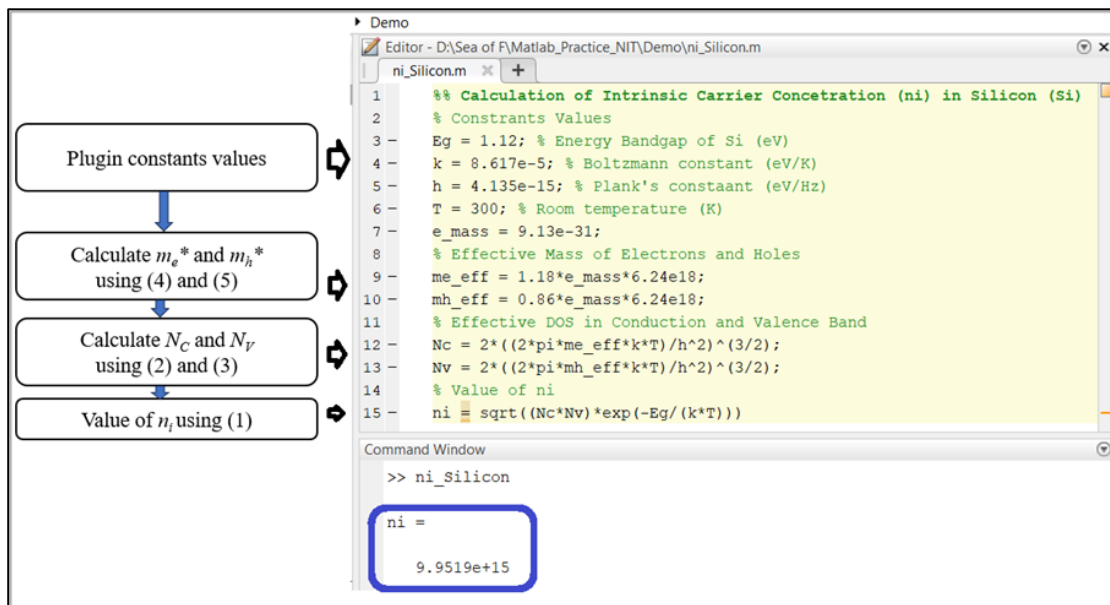 Demo
Editor - D:\Sea of F\Matlab_Practice_NIT\Demo\ni_Silicon.m
ni_Silicon.m
1 %% Calculation of Intrinsic Carrier Concetration (ni) in Silicon (Si)
2 % Constrants Values
3 — Eg = 1.12; % Energy Bandgap of Si (eV)
4 — k = 8.617e-5; % Boltzmann constant (eV/K)
5 — h = 4.135e-15; % Plank's constaant (eV/Hz)
6 — T = 300; % Room temperature (K)
7 — e_mass = 9.13e-31;
8 % Effective Mass of Electrons and Holes
9 — me_eff = 1.18*e_mass*6.24e18;
10 — mh_eff = 0.86*e_mass*6.24e18;
11 % Effective DOS in Conduction and Valence Band
12 — Nc = 2*((2*pi*me_eff*k*T)/h^2)^(3/2);
13 — Nv = 2*((2*pi*mh_eff*k*T)/h^2)^(3/2);
14 % Value of ni
15 — ni = sqrt((Nc*Nv)*exp(-Eg/(k*T)))
Plugin constants values
Calculate mₑ* and mₕ*
using (4) and (5)
Calculate N_C and N_V
using (2) and (3)
Value of nᵢ using (1)
Command Window
>> ni_Silicon
ni =
9.9519e+15